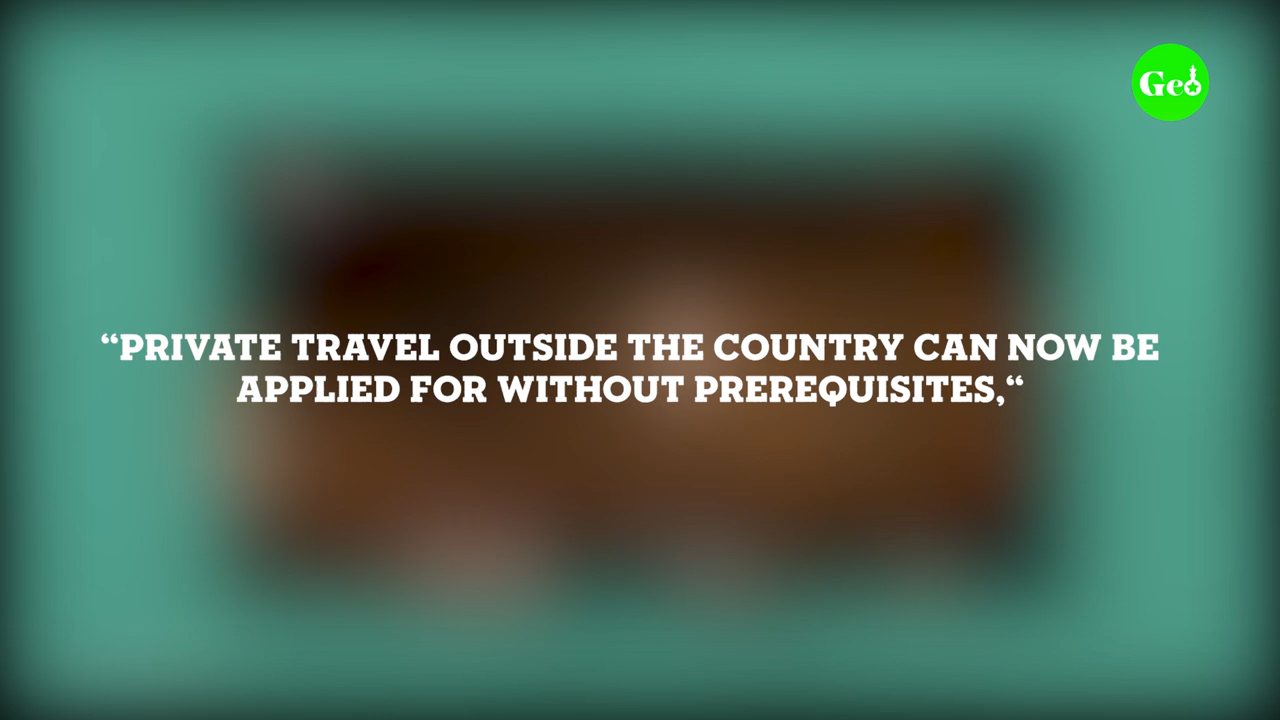 Geo
“PRIVATE TRAVEL OUTSIDE THE COUNTRY CAN NOW BE
APPLIED FOR WITHOUT PREREQUISITES,“